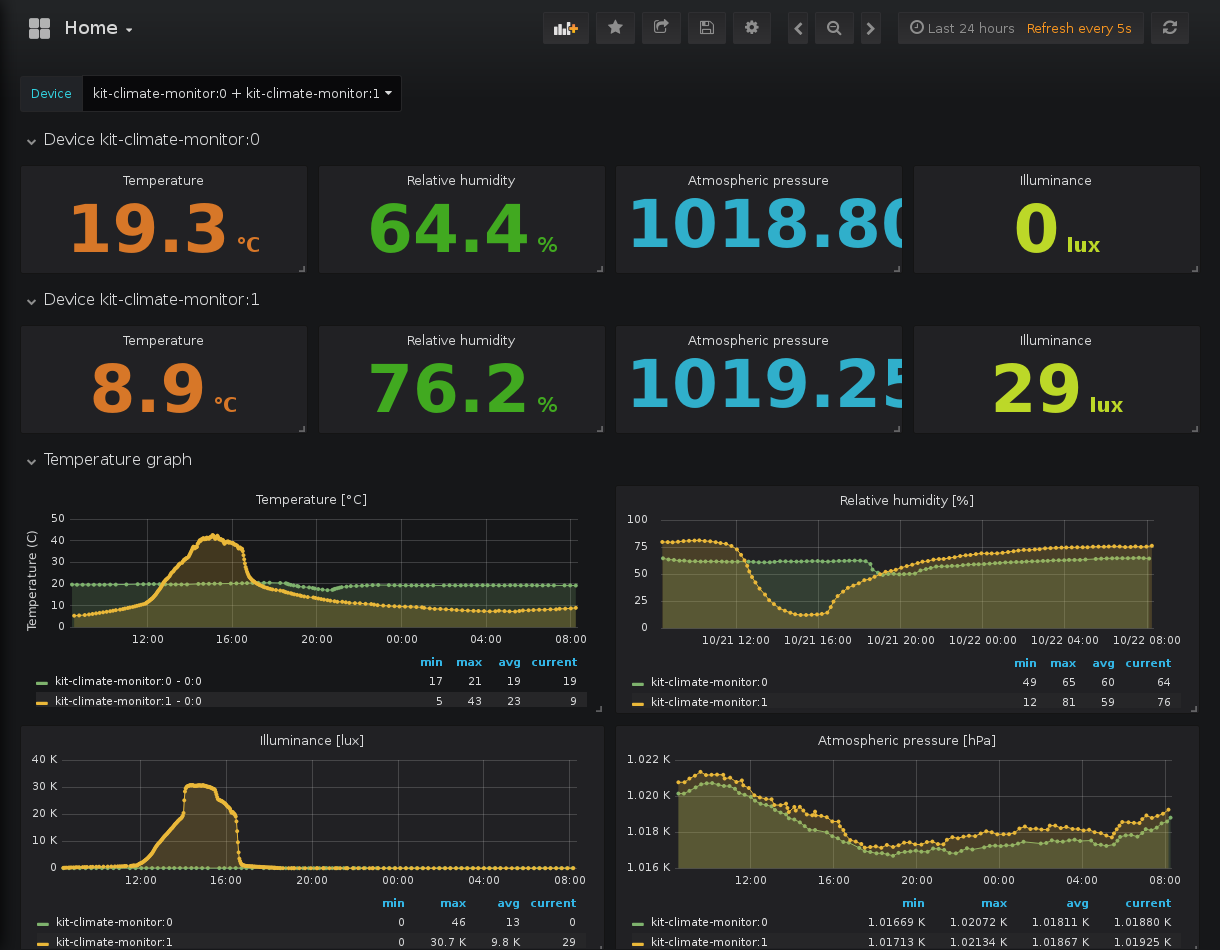 Home
Last 24 hours Refresh every 5s
Device kit-climate-monitor:0 + kit-climate-monitor:1
Device kit-climate-monitor:0
Temperature Relative humidity Atmospheric pressure Illuminance
19.3 °C 64.4 % 1018.80 0 lux
Device kit-climate-monitor:1
Temperature Relative humidity Atmospheric pressure Illuminance
8.9 °C 76.2 % 1019.25 29 lux
Temperature graph
Temperature [°C]
Temperature (C)
50
40
30
20
10
0
12:00 16:00 20:00 00:00 04:00 08:00
min max avg current
kit-climate-monitor:0 - 0:0 17 21 19 19
kit-climate-monitor:1 - 0:0 5 43 23 9
Relative humidity [%]
100
75
50
25
0
10/21 12:00 10/21 16:00 10/21 20:00 10/22 00:00 10/22 04:00 10/22 08:00
min max avg current
kit-climate-monitor:0 49 65 60 64
kit-climate-monitor:1 12 81 59 76
Illuminance [lux]
40 K
30 K
20 K
10 K
0
12:00 16:00 20:00 00:00 04:00 08:00
min max avg current
kit-climate-monitor:0 0 46 13 0
kit-climate-monitor:1 0 30.7 K 9.8 K 29
Atmospheric pressure [hPa]
1.022 K
1.020 K
1.018 K
1.016 K
12:00 16:00 20:00 00:00 04:00 08:00
min max avg current
kit-climate-monitor:0 1.01669 K 1.02072 K 1.01811 K 1.01880 K
kit-climate-monitor:1 1.01713 K 1.02134 K 1.01867 K 1.01925 K